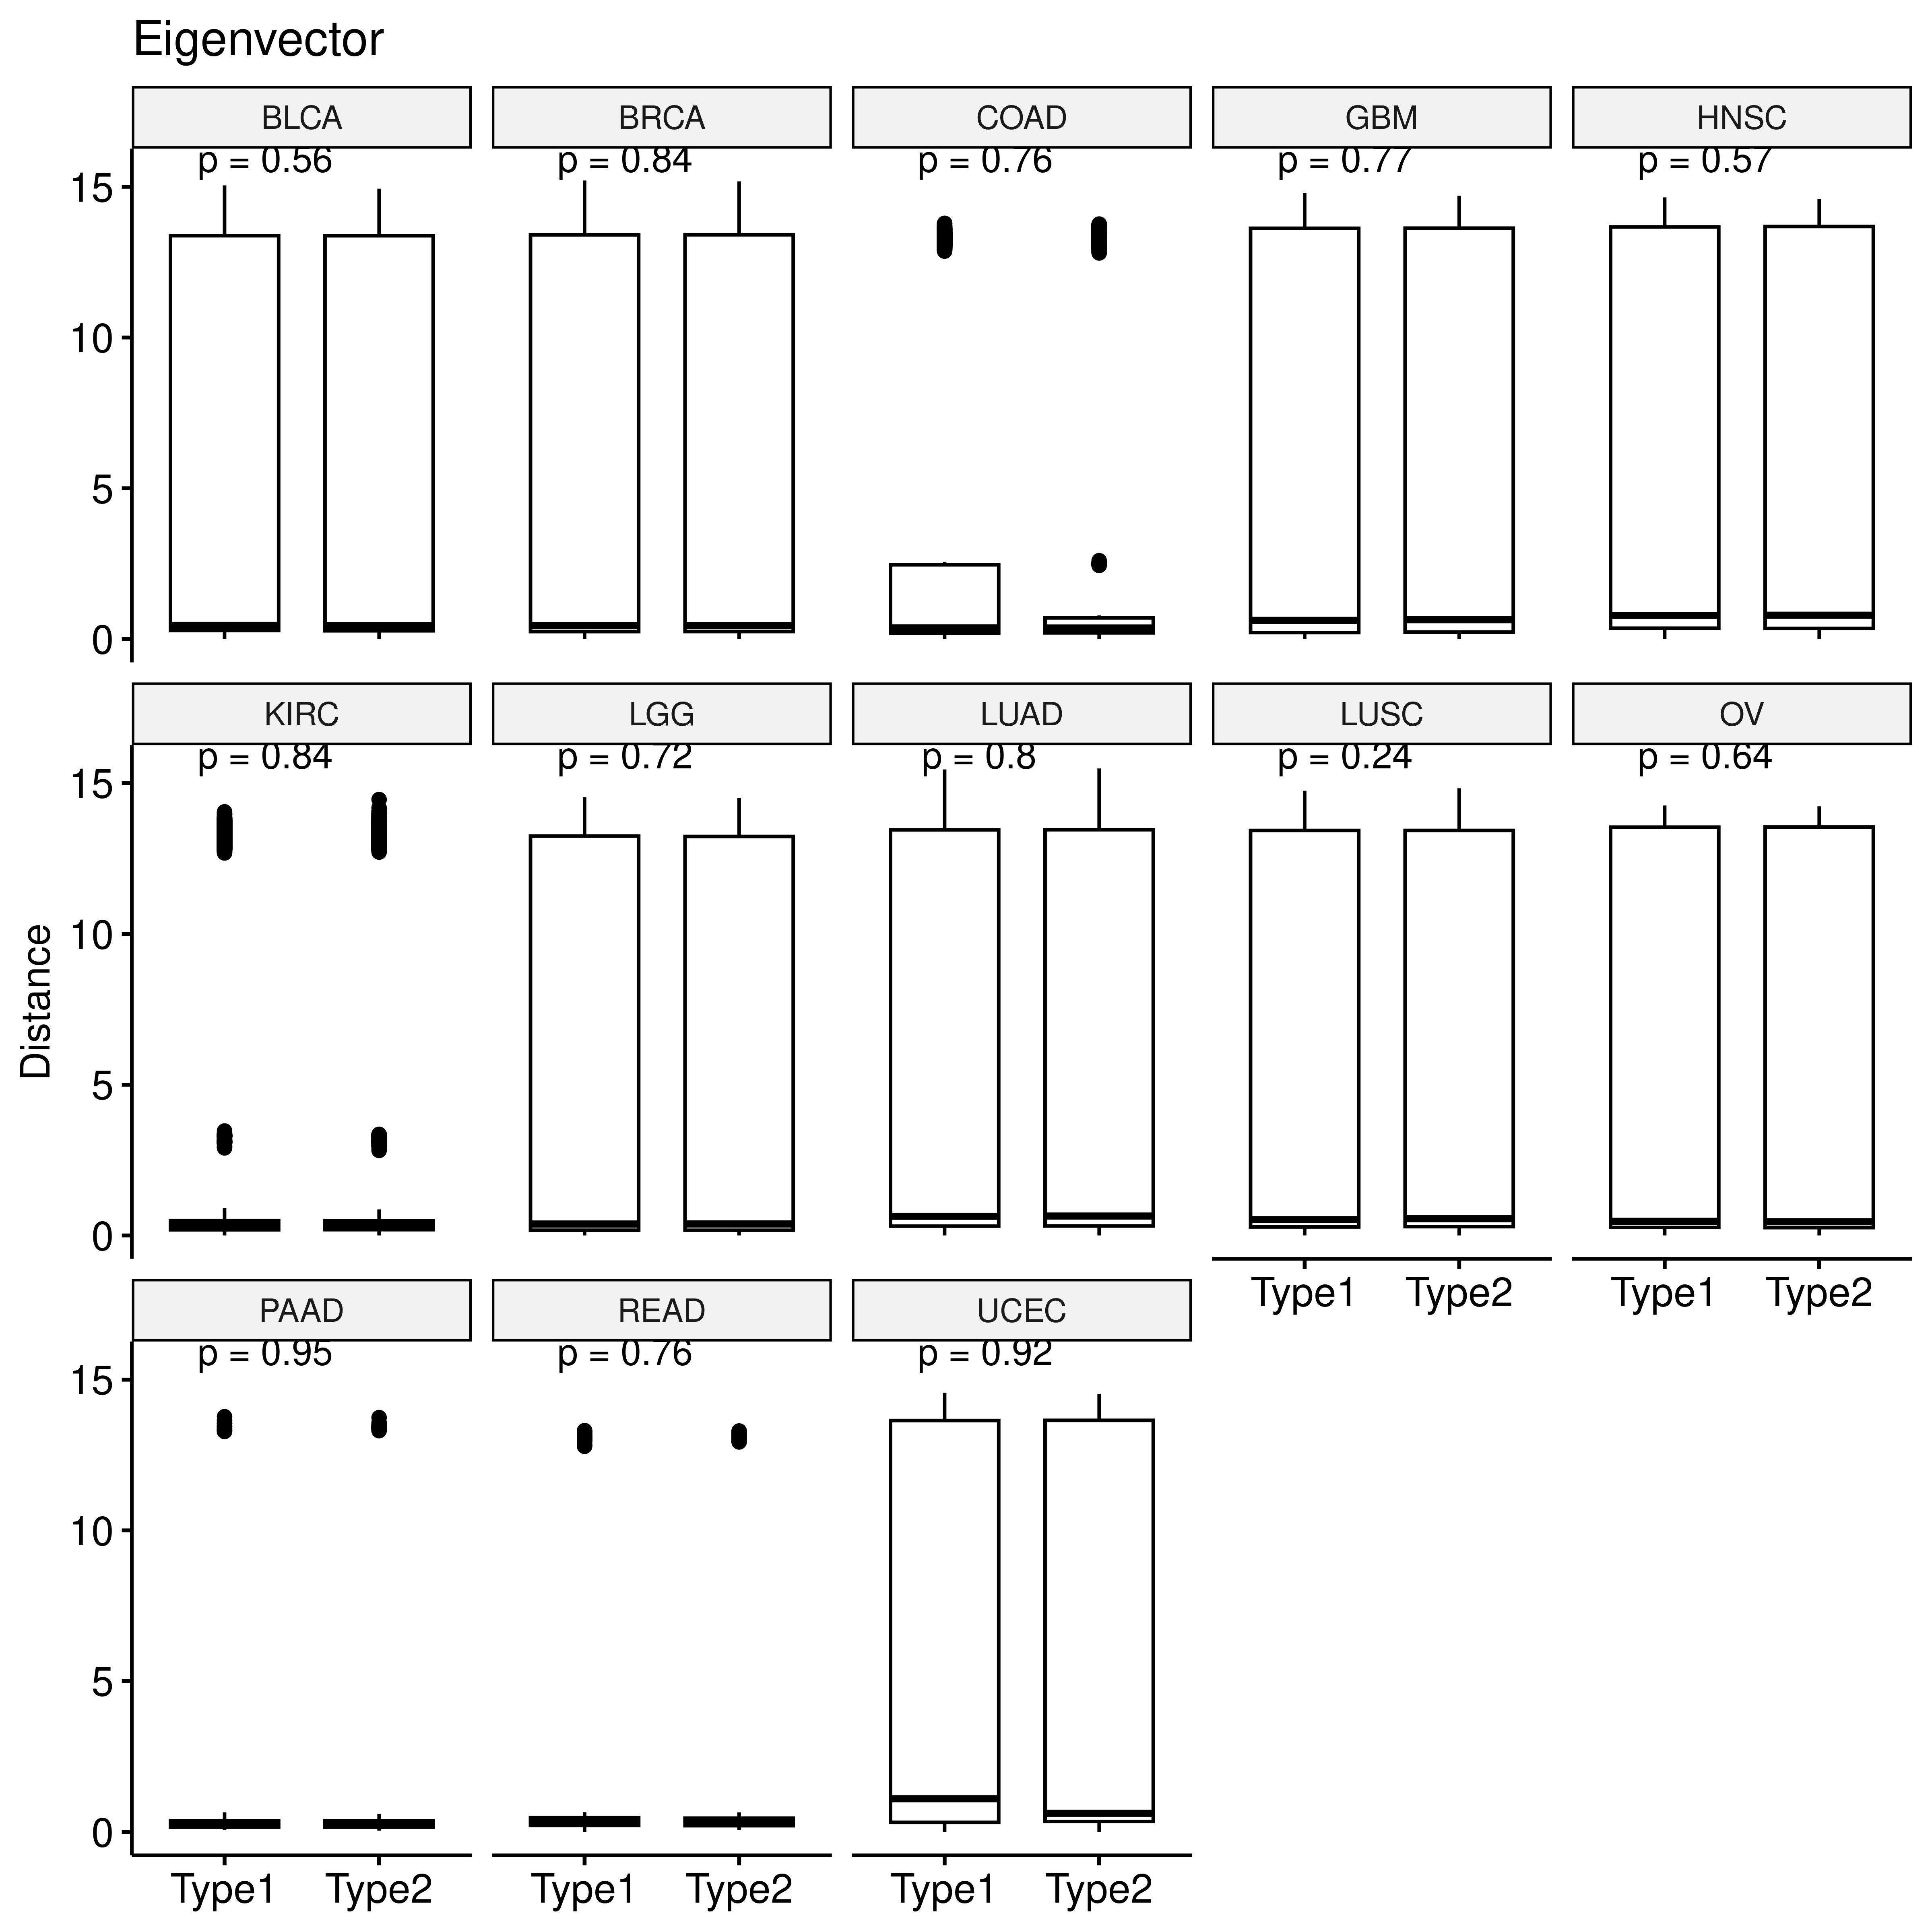 Eigenvector
BLCA BRCA COAD GBM HNSC
p = 0.56 p = 0.84 p = 0.76 p = 0.77 p = 0.57
15
10
5
0
KIRC LGG LUAD LUSC OV
p = 0.84 p = 0.72 p = 0.8 p = 0.24 p = 0.64
15
10
5
0
Distance
Type1 Type2 Type1 Type2
PAAD READ UCEC
p = 0.95 p = 0.76 p = 0.92
15
10
5
0
Type1 Type2 Type1 Type2 Type1 Type2